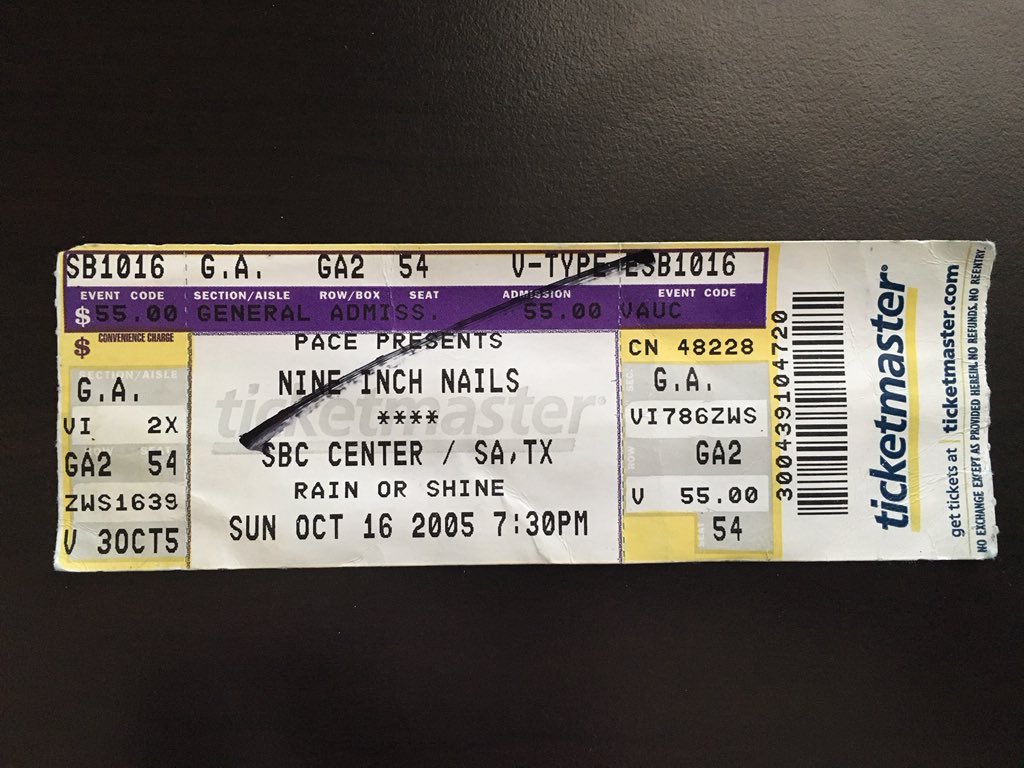 SB1016 G.A. GA2 54 V-TYPE ESB1016
EVENT CODE SECTION/AISLE ROW/BOX SEAT ADMISSION EVENT CODE
$55.00 GENERAL ADMISS. 55.00 VAUC
$ CONVENIENCE CHARGE
SECTION/AISLE
G.A.
VI 2X
GA2 54
ZWS1639
V 3OCT5
PACE PRESENTS
NINE INCH NAILS
****
ticketmaster®
SBC CENTER / SA,TX
RAIN OR SHINE
SUN OCT 16 2005 7:30PM
CN 48228
SEC.
G.A.
VI786ZWS
ROW
GA2
V 55.00
SEAT
54
300439104720
ticketmaster®
get tickets at ticketmaster.com
NO EXCHANGE EXCEPT AS PROVIDED HEREIN. NO REFUNDS. NO REENTRY.